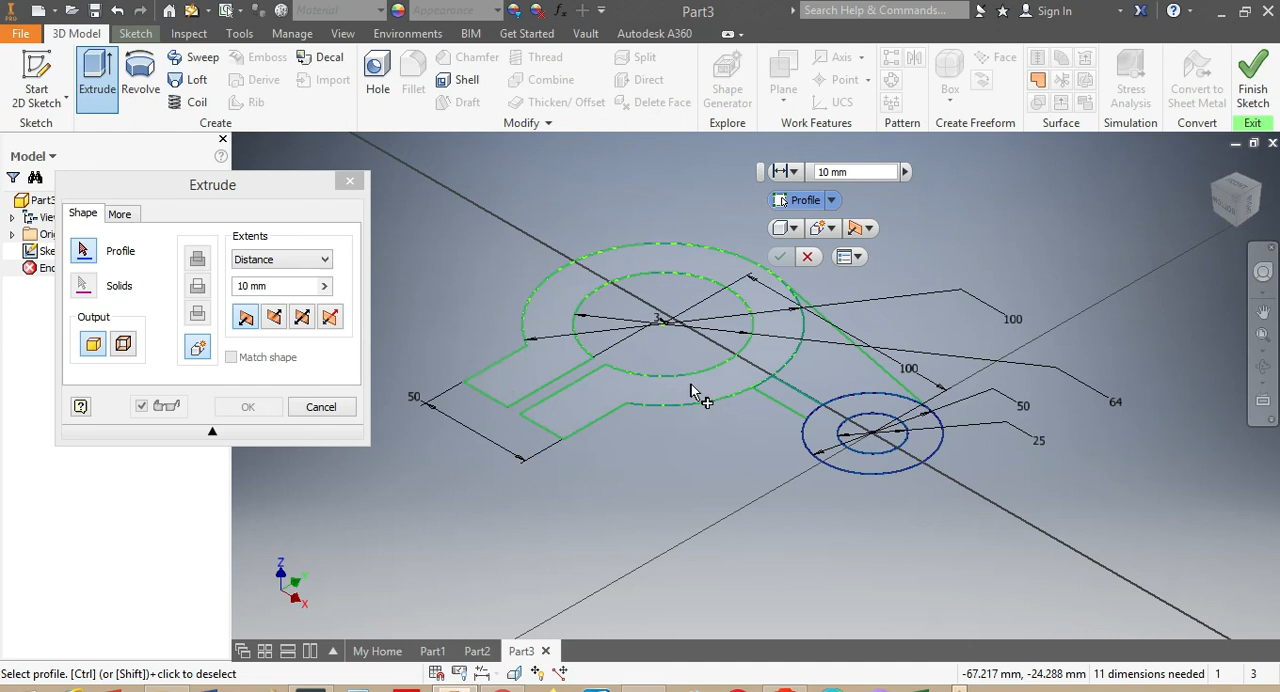 PRO
Material
Appearance
Part3
Search Help & Commands...
Sign In
File
3D Model
Sketch
Inspect
Tools
Manage
View
Environments
BIM
Get Started
Vault
Autodesk A360
Start
2D Sketch
Extrude
Revolve
Sweep
Loft
Coil
Emboss
Derive
Rib
Decal
Import
Hole
Fillet
Chamfer
Shell
Draft
Thread
Combine
Thicken/ Offset
Split
Direct
Delete Face
Shape
Generator
Plane
Axis
Point
UCS
Box
Face
Stress
Analysis
Convert to
Sheet Metal
Finish
Sketch
Sketch
Create
Modify
Explore
Work Features
Pattern
Create Freeform
Surface
Simulation
Convert
Exit
Model
Part3
Extrude
Shape
More
Profile
Solids
Output
Extents
Distance
10 mm
Match shape
OK
Cancel
10 mm
Profile
3
100
100
50
64
25
50
Z
X
My Home
Part1
Part2
Part3
Select profile. [Ctrl] (or [Shift])+click to deselect
-67.217 mm, -24.288 mm
11 dimensions needed
1
3